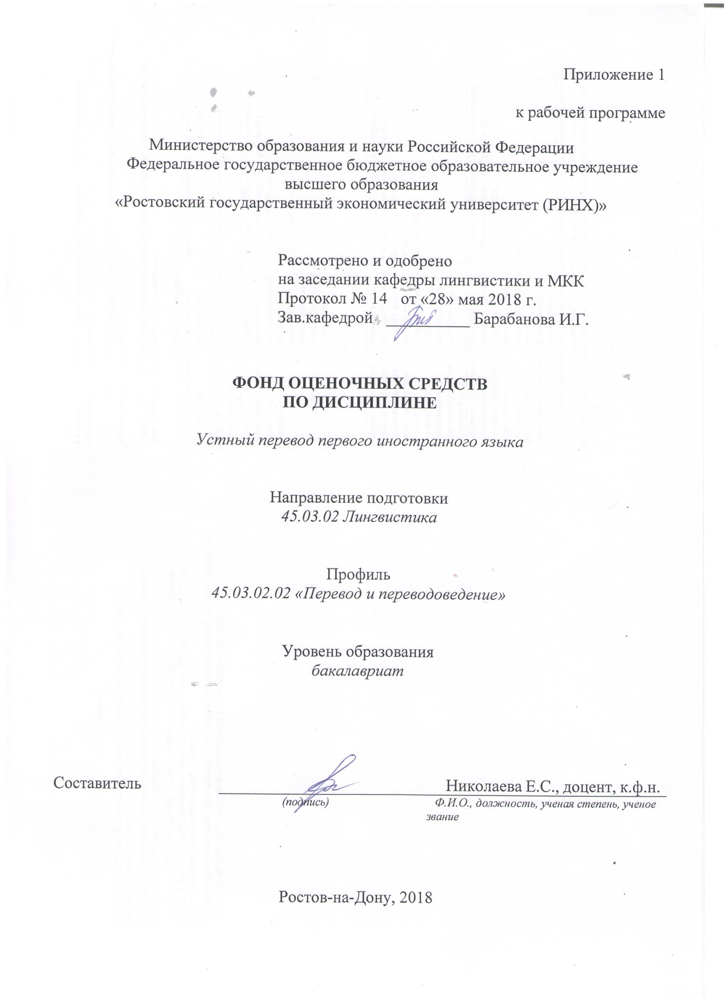 Приложение 1
к рабочей программе
Министерство образования и науки Российской Федерации
Федеральное государственное бюджетное образовательное учреждение
высшего образования
«Ростовский государственный экономический университет (РИНХ)»
Рассмотрено и одобрено
на заседании кафедры лингвистики и МКК
Протокол № 14 от «28» мая 2018 г.
Зав.кафедрой __________ Барабанова И.Г.
ФОНД ОЦЕНОЧНЫХ СРЕДСТВ
ПО ДИСЦИПЛИНЕ
Устный перевод первого иностранного языка
Направление подготовки
45.03.02 Лингвистика
Профиль
45.03.02.02 «Перевод и переводоведение»
Уровень образования
бакалавриат
Составитель Николаева Е.С., доцент, к.ф.н.
(подпись) Ф.И.О., должность, ученая степень, ученое
звание
Ростов-на-Дону, 2018